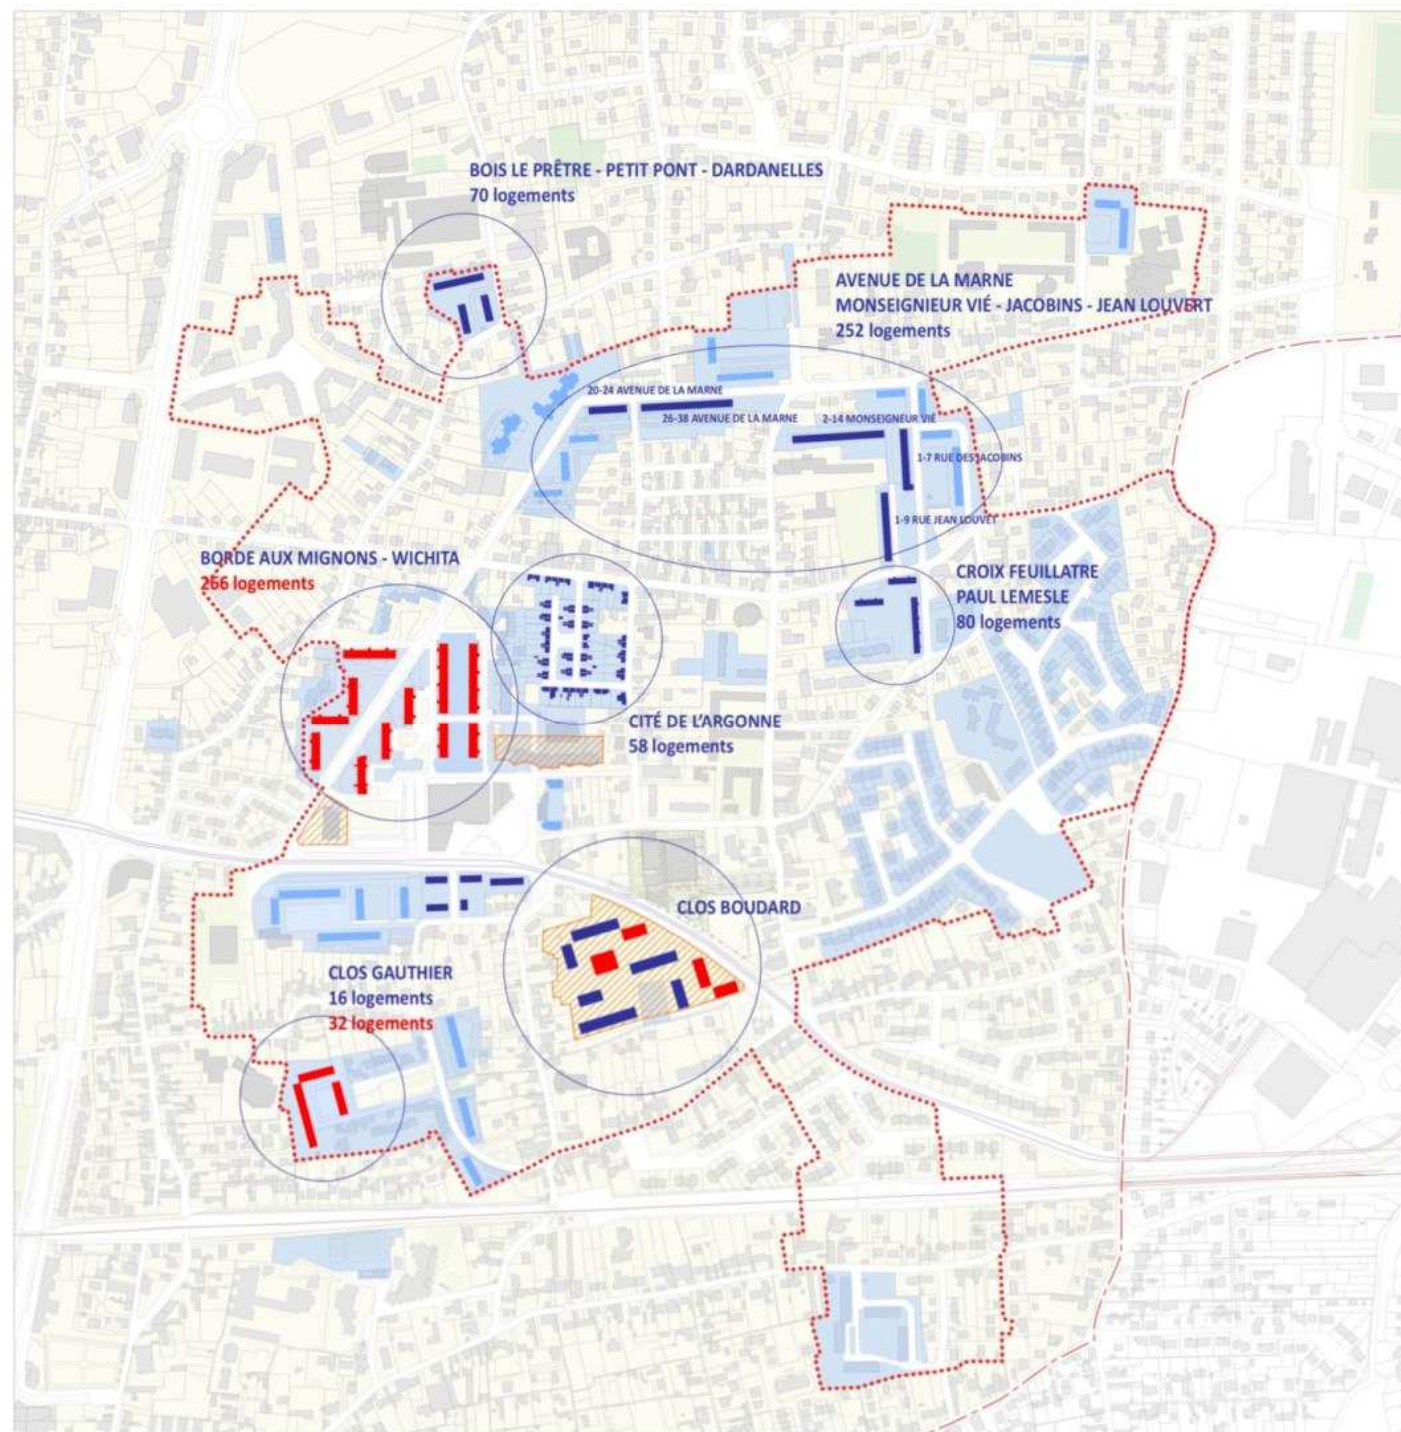 BOIS LE PRÊTRE - PETIT PONT - DARDANELLES
70 logements
AVENUE DE LA MARNE
MONSEIGNIEUR VIÉ - JACOBINS - JEAN LOUVERT
252 logements
20-24 AVENUE DE LA MARNE
26-38 AVENUE DE LA MARNE
2-14 MONSEIGNEUR VIÉ
1-7 RUE DES JACOBINS
1-9 RUE JEAN LOUVET
BORDE AUX MIGNONS - WICHITA
266 logements
CROIX FEUILLATRE
PAUL LEMESLE
80 logements
CITÉ DE L'ARGONNE
58 logements
CLOS BOUDARD
CLOS GAUTHIER
16 logements
32 logements